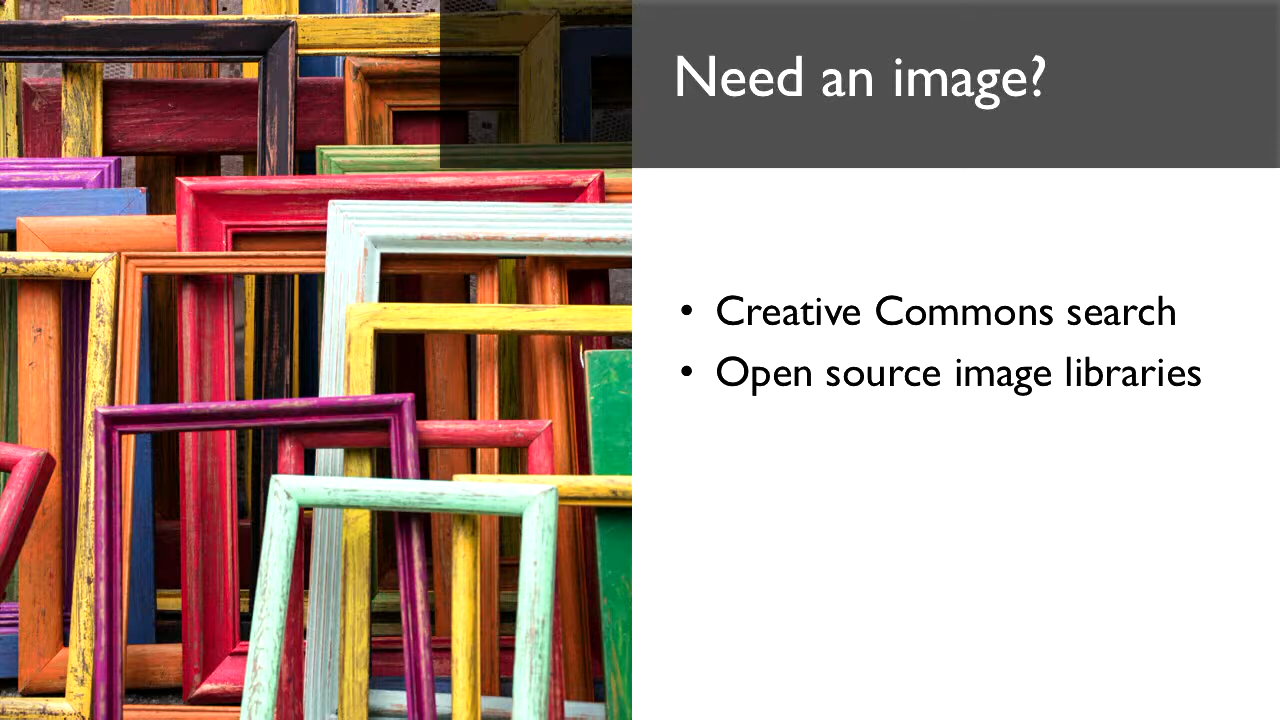 Need an image?
• Creative Commons search
• Open source image libraries